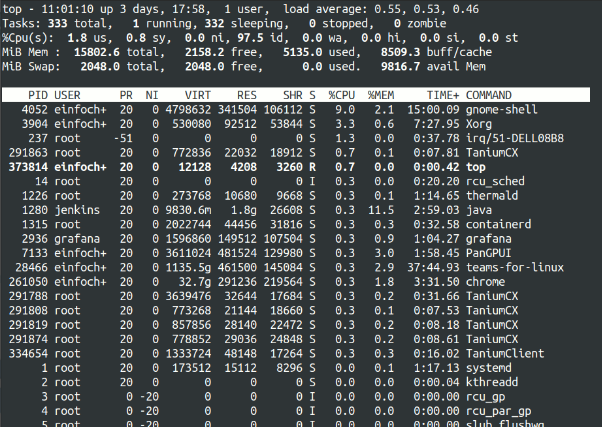 top - 11:01:10 up 3 days, 17:58,  1 user,  load average: 0.55, 0.53, 0.46
Tasks: 333 total,   1 running, 332 sleeping,   0 stopped,   0 zombie
%Cpu(s):  1.8 us,  0.8 sy,  0.0 ni, 97.5 id,  0.0 wa,  0.0 hi,  0.0 si,  0.0 st
MiB Mem :  15802.6 total,   2158.2 free,   5135.0 used,   8509.3 buff/cache
MiB Swap:   2048.0 total,   2048.0 free,      0.0 used.   9816.7 avail Mem
PID USER      PR  NI    VIRT    RES    SHR S  %CPU  %MEM     TIME+ COMMAND
4052 einfoch+  20   0 4798632 341504 106112 S   9.0   2.1  15:00.09 gnome-shell
3904 einfoch+  20   0  530080  92512  53844 S   3.3   0.6   7:27.95 Xorg
237 root     -51   0       0      0      0 S   1.3   0.0   0:37.78 irq/51-DELL08B8
291863 root      20   0  772836  22032  18912 S   0.7   0.1   0:07.81 TaniumCX
373814 einfoch+  20   0   12128   4208   3260 R   0.7   0.0   0:00.42 top
14 root      20   0       0      0      0 I   0.3   0.0   0:20.20 rcu_sched
1226 root      20   0  273768  10680   9668 S   0.3   0.1   1:14.65 thermald
1280 jenkins   20   0 9830.6m   1.8g  26608 S   0.3  11.5   2:59.03 java
1315 root      20   0 2022744  44456  31816 S   0.3   0.3   0:32.58 containerd
2936 grafana   20   0 1596860 149512 107504 S   0.3   0.9   1:04.27 grafana
7133 einfoch+  20   0 3611024 481524 129980 S   0.3   3.0   1:58.45 PanGPUI
28466 einfoch+  20   0 1135.5g 461500 145084 S   0.3   2.9  37:44.93 teams-for-linux
261050 einfoch+  20   0   32.7g 291236 219564 S   0.3   1.8   3:31.50 chrome
291788 root      20   0 3639476  32644  17684 S   0.3   0.2   0:31.66 TaniumCX
291808 root      20   0  773268  21144  18660 S   0.3   0.1   0:07.53 TaniumCX
291819 root      20   0  857856  28140  22472 S   0.3   0.2   0:08.18 TaniumCX
291874 root      20   0  778852  29036  24848 S   0.3   0.2   0:08.61 TaniumCX
334654 root      20   0 1333724  48148  17264 S   0.3   0.3   0:16.02 TaniumClient
1 root      20   0  173512  15112   8296 S   0.0   0.1   1:17.13 systemd
2 root      20   0       0      0      0 S   0.0   0.0   0:00.04 kthreadd
3 root       0 -20       0      0      0 I   0.0   0.0   0:00.00 rcu_gp
4 root       0 -20       0      0      0 I   0.0   0.0   0:00.00 rcu_par_gp
5 root       0 -20       0      0      0 I   0.0   0.0   0:00.00 slub_flushwq